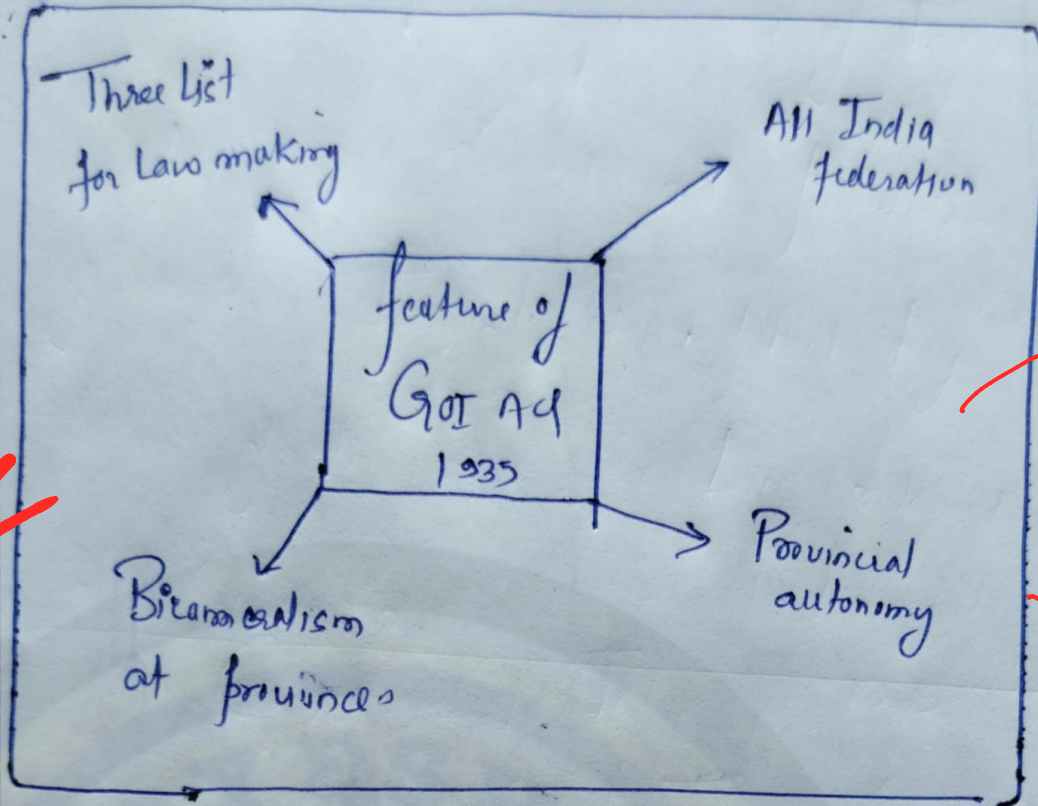 Three List
for Law making
All India
federation
feature of
GOI Act
1935
Bicameralism
at provinces
Provincial
autonomy